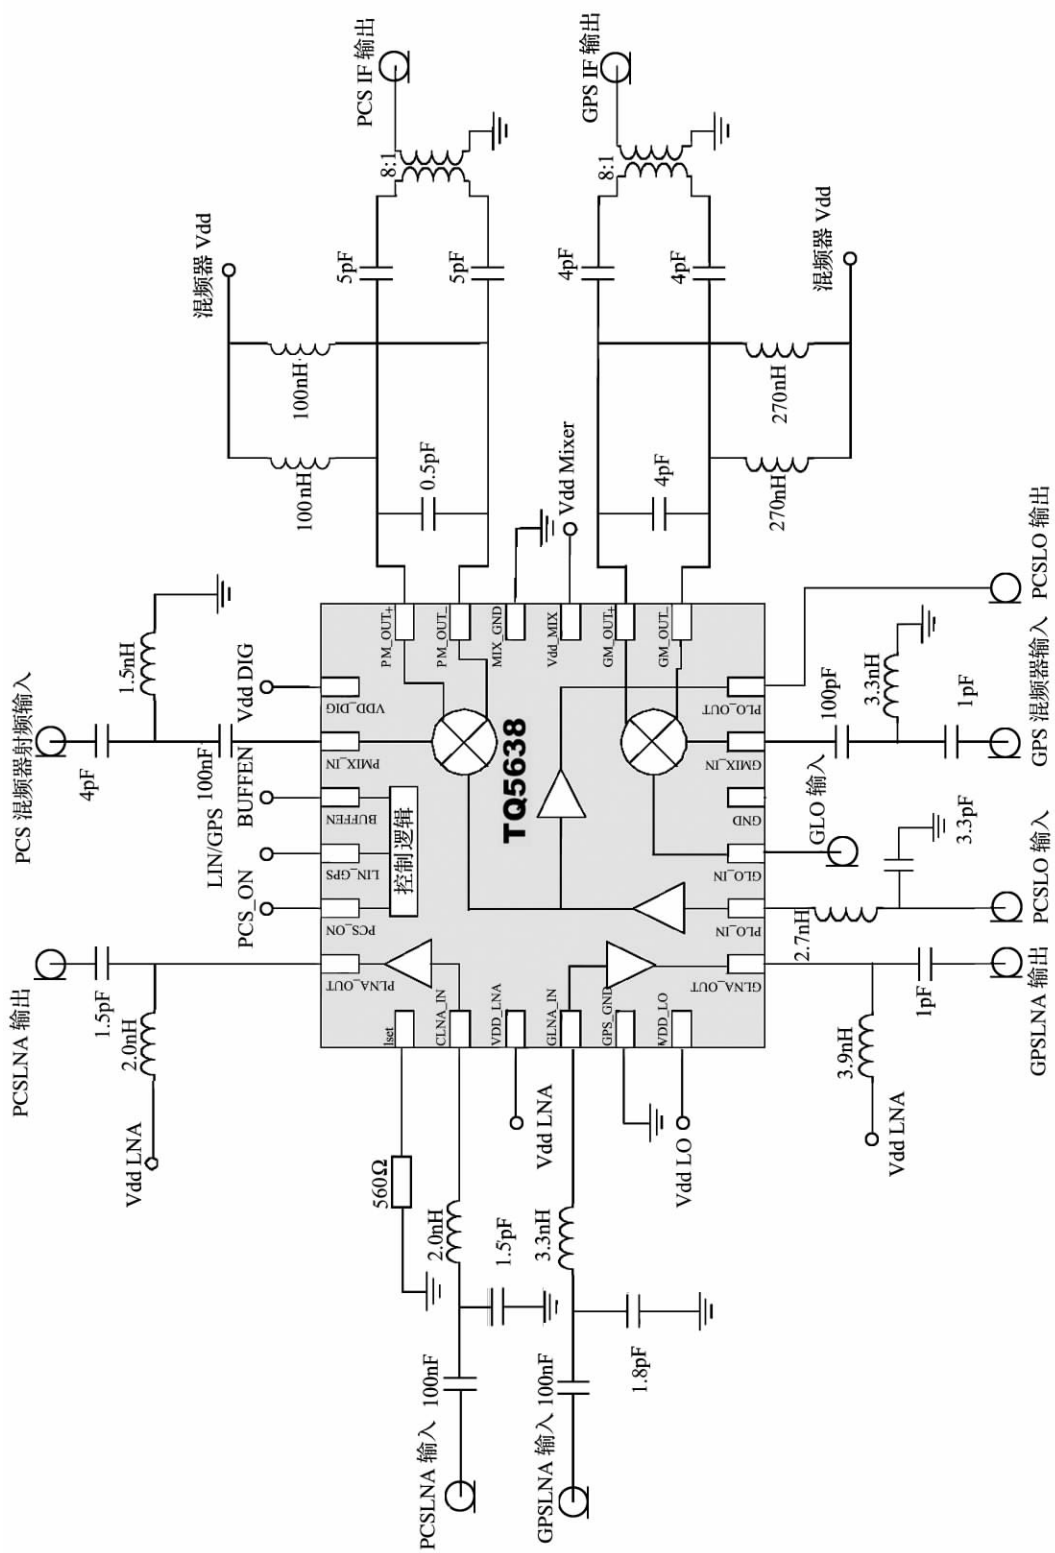 PCS IF 输出
GPS IF 输出
8:1
8:1
混频器 Vdd
5pF
5pF
4pF
4pF
混频器 Vdd
100nH
270nH
100nH
0.5pF
4pF
270nH
Vdd Mixer
PCSLO 输出
PCS 混频器射频输入
1.5nH
4pF
100nF
Vdd DIG
BUFFEN
LIN/GPS
PCS_ON
PM_OUT+
PM_OUT_
MIX_GND
Vdd_MIX
GM_OUT+
GM_OUT_
VDD_DIG
PMIX_IN
BUFFEN
LIN_GPS
PCS_ON
PLNA_OUT
控制逻辑
TQ5638
PLO_OUT
GMIX_IN
GND
GLO_IN
PLO_IN
GLNA_OUT
Iset
CLNA_IN
VDD_LNA
GLNA_IN
GPS_GND
VDD_LO
100pF
3.3nH
1pF
GPS 混频器输入
GLO 输入
3.3pF
2.7nH
PCSLO 输入
PCSLNA 输出
1.5pF
2.0nH
Vdd LNA
1pF
GPSLNA 输出
3.9nH
Vdd LNA
560Ω
Vdd LNA
Vdd LO
2.0nH
1.5pF
3.3nH
100nF
100nF
1.8pF
PCSLNA 输入
GPSLNA 输入